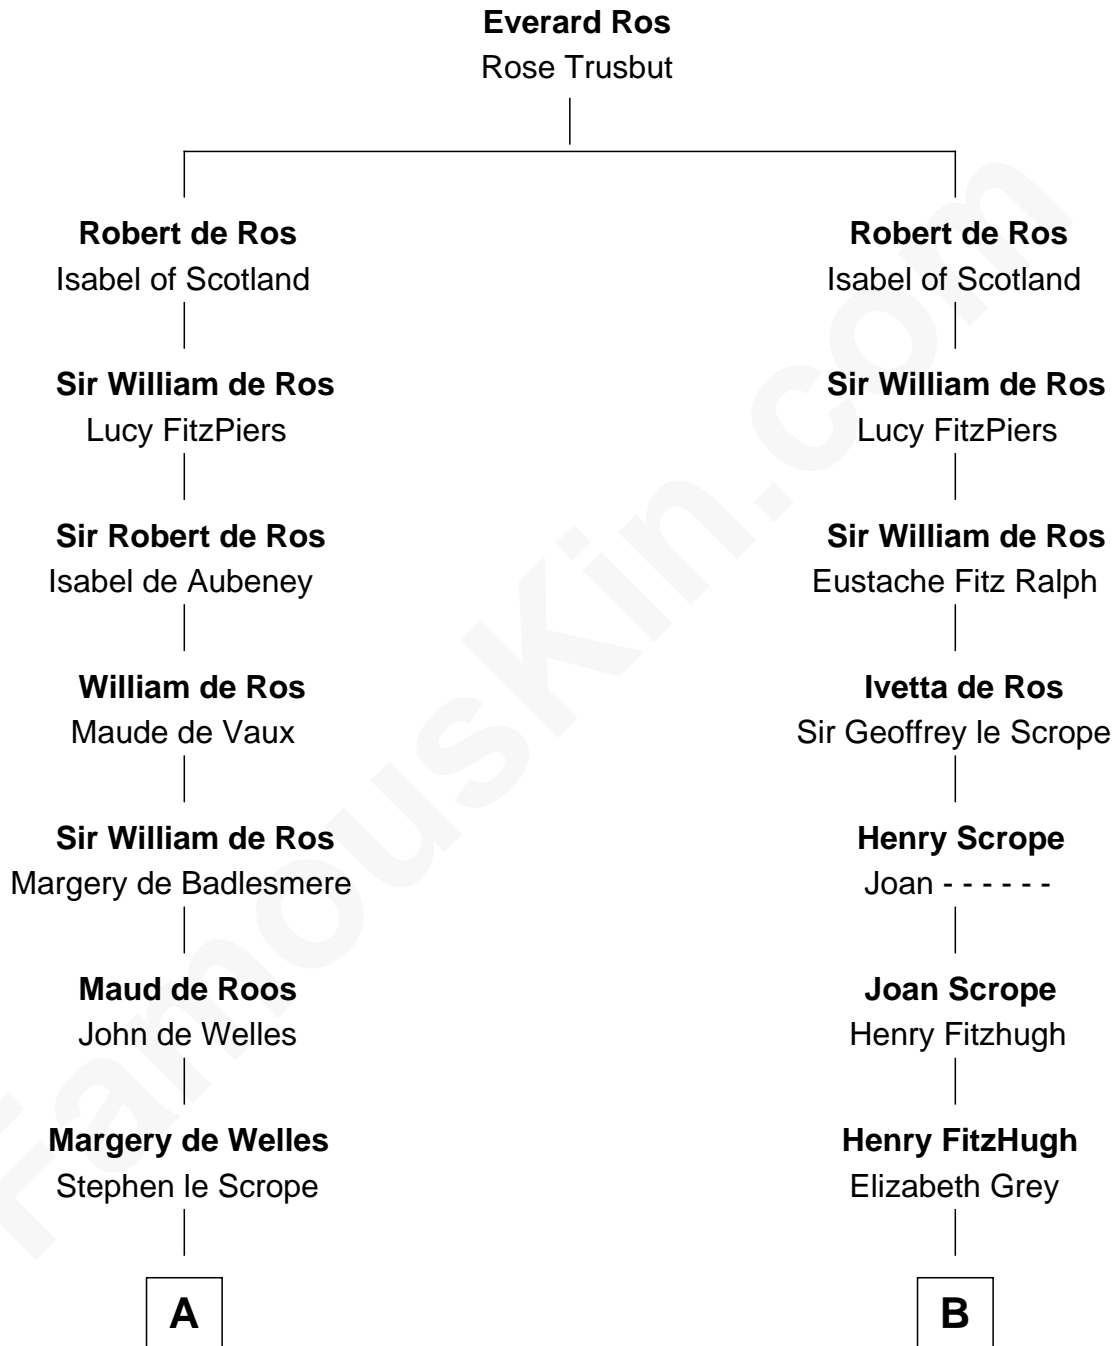 Everard Ros
Rose Trusbut
Robert de Ros
Isabel of Scotland
Sir William de Ros
Lucy FitzPiers
Sir Robert de Ros
Isabel de Aubeney
William de Ros
Maude de Vaux
Sir William de Ros
Margery de Badlesmere
Maud de Roos
John de Welles
Margery de Welles
Stephen le Scrope
A
Robert de Ros
Isabel of Scotland
Sir William de Ros
Lucy FitzPiers
Sir William de Ros
Eustache Fitz Ralph
Ivetta de Ros
Sir Geoffrey le Scrope
Henry Scrope
Joan - - - - - -
Joan Scrope
Henry Fitzhugh
Henry FitzHugh
Elizabeth Grey
B
FamousKin.com